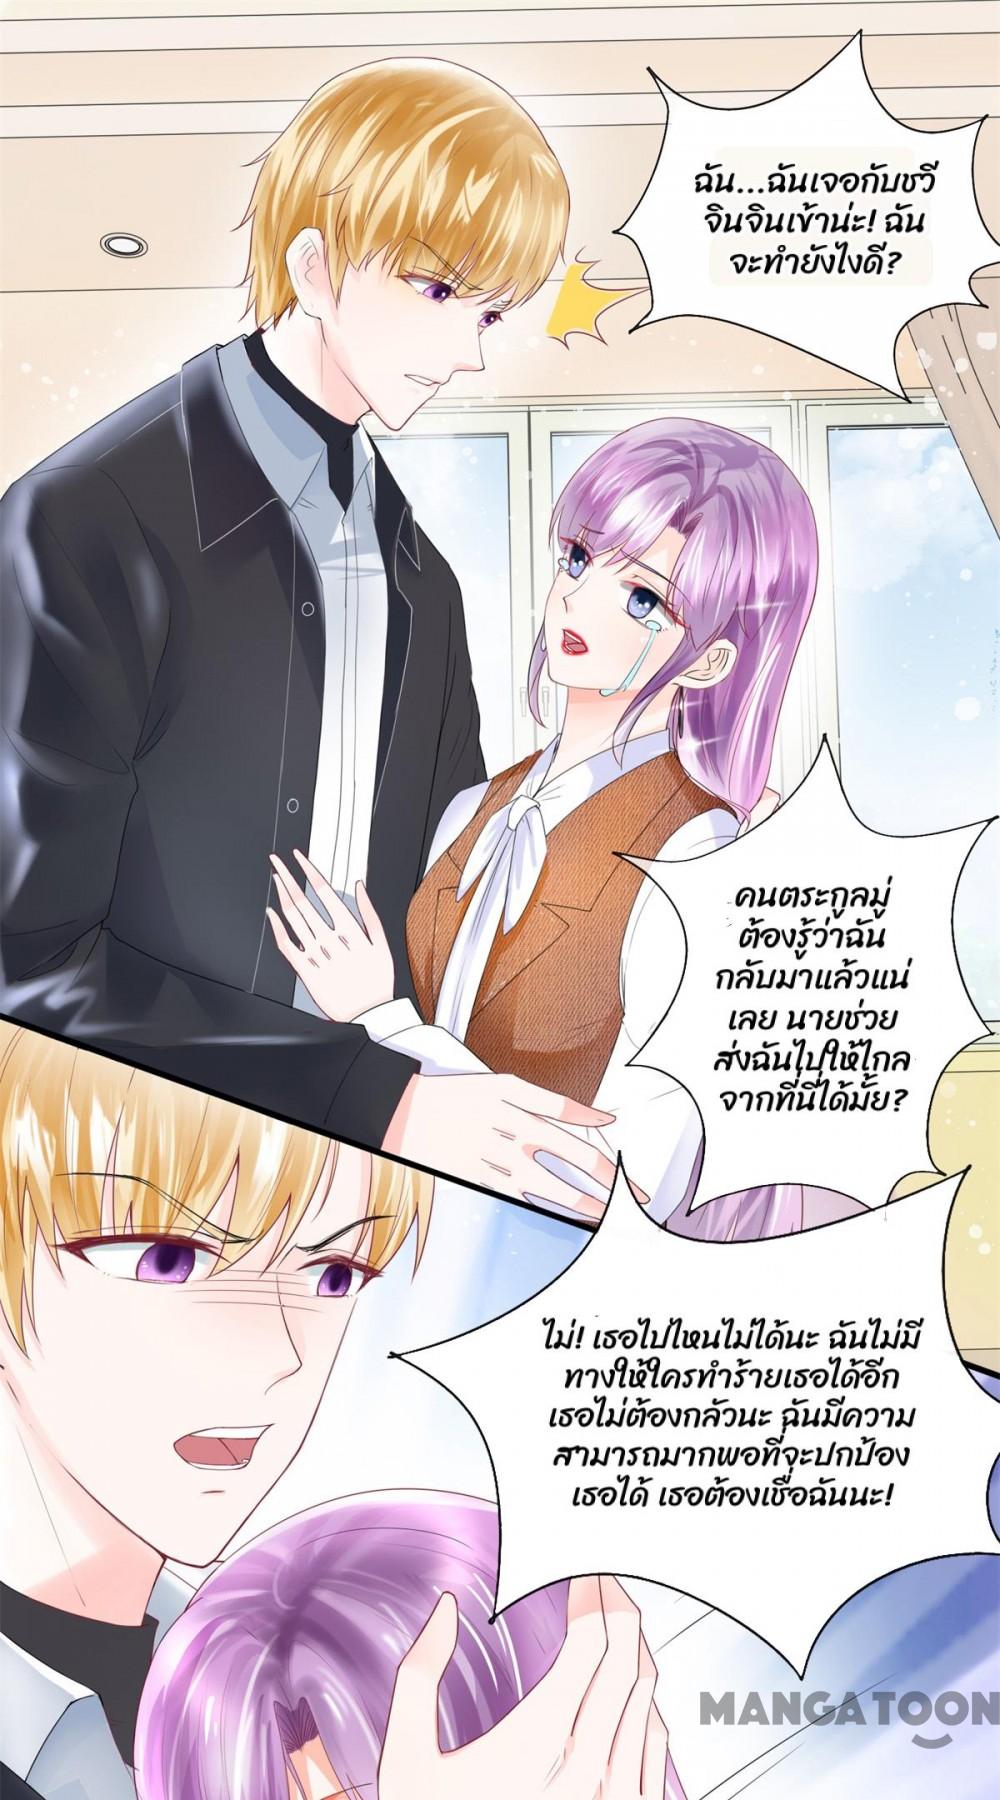 ฉัน...ฉันเจอกับชวี
จินจินเข้าน่ะ! ฉัน
จะทำยังไงดี?
คนตระกูลมู่
ต้องรู้ว่าฉัน
กลับมาแล้วแน่
เลย นายช่วย
ส่งฉันไปให้ไกล
จากที่นี่ได้มั้ย?
ไม่! เธอไปไหนไม่ได้นะ ฉันไม่มี
ทางให้ใครทำร้ายเธอได้อีก
เธอไม่ต้องกลัวนะ ฉันมีความ
สามารถมากพอที่จะปกป้อง
เธอได้ เธอต้องเชื่อฉันนะ!
MANGATOON